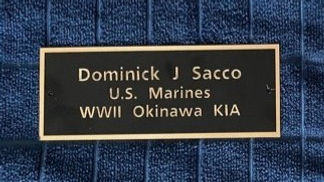 Dominick J Sacco
U.S. Marines
WWII Okinawa KIA